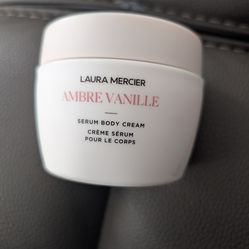 LAURA MERCIER
AMBRE VANILLE
SERUM BODY CREAM
CRÈME SÉRUM
POUR LE CORPS